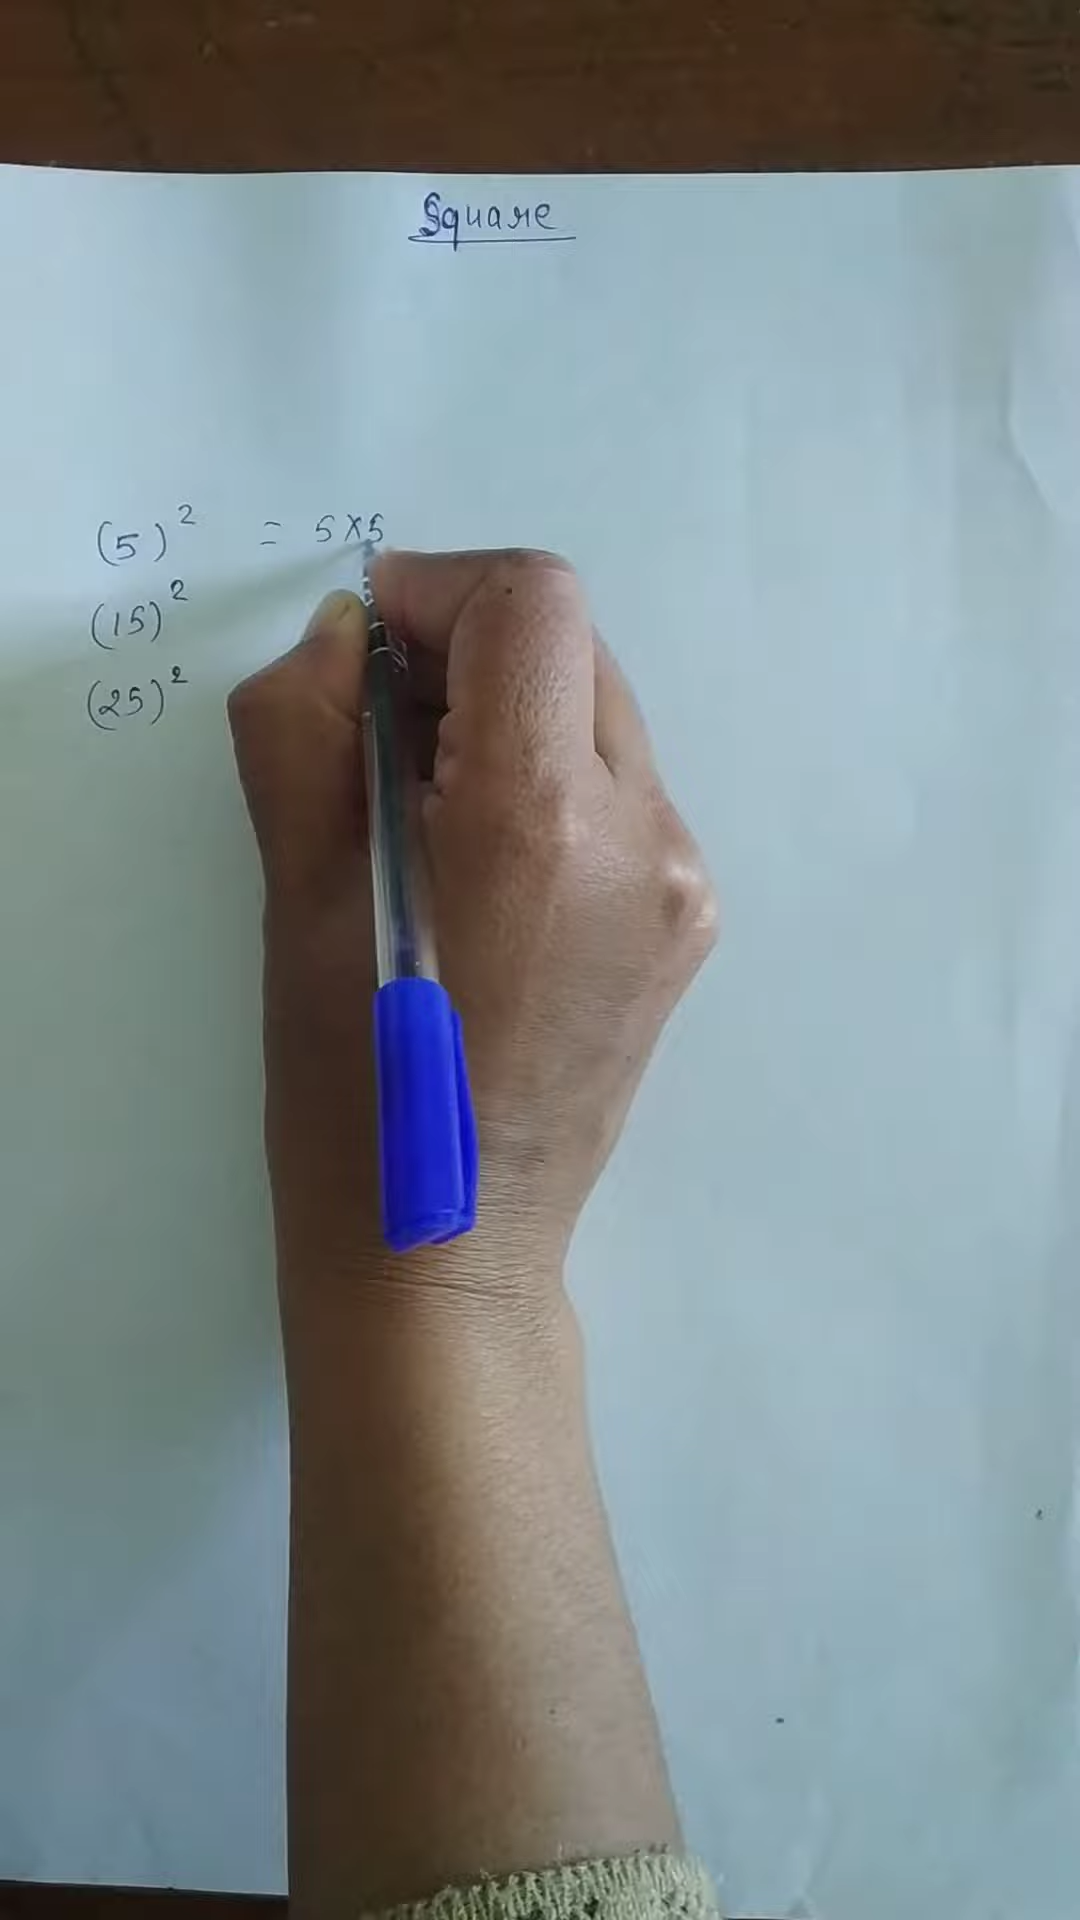 Square
(5)² = 5×5
(15)²
(25)²